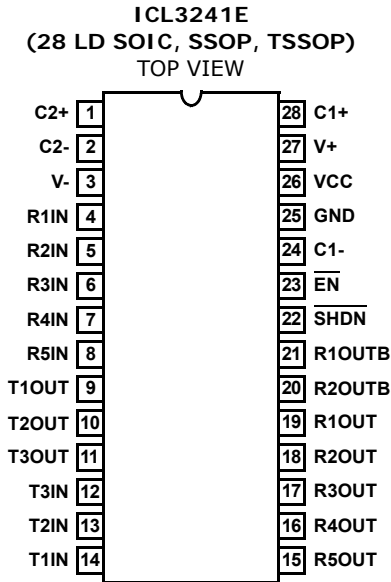 ICL3241E
(28 LD SOIC, SSOP, TSSOP)
TOP VIEW
C2+ 1 28 C1+
C2- 2 27 V+
V- 3 26 VCC
R1IN 4 25 GND
R2IN 5 24 C1-
R3IN 6 23 EN
R4IN 7 22 SHDN
R5IN 8 21 R1OUTB
T1OUT 9 20 R2OUTB
T2OUT 10 19 R1OUT
T3OUT 11 18 R2OUT
T3IN 12 17 R3OUT
T2IN 13 16 R4OUT
T1IN 14 15 R5OUT